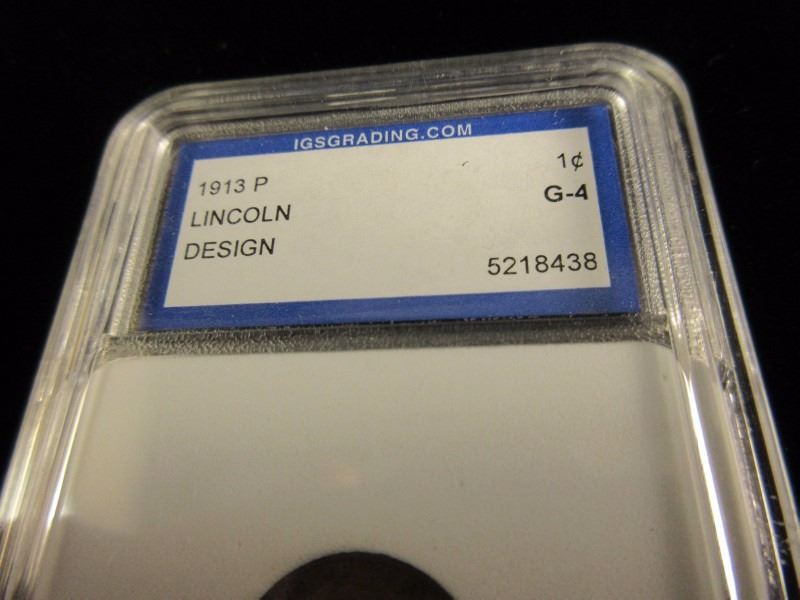 IGSGRADING.COM
1913 P 1¢
LINCOLN G-4
DESIGN
5218438